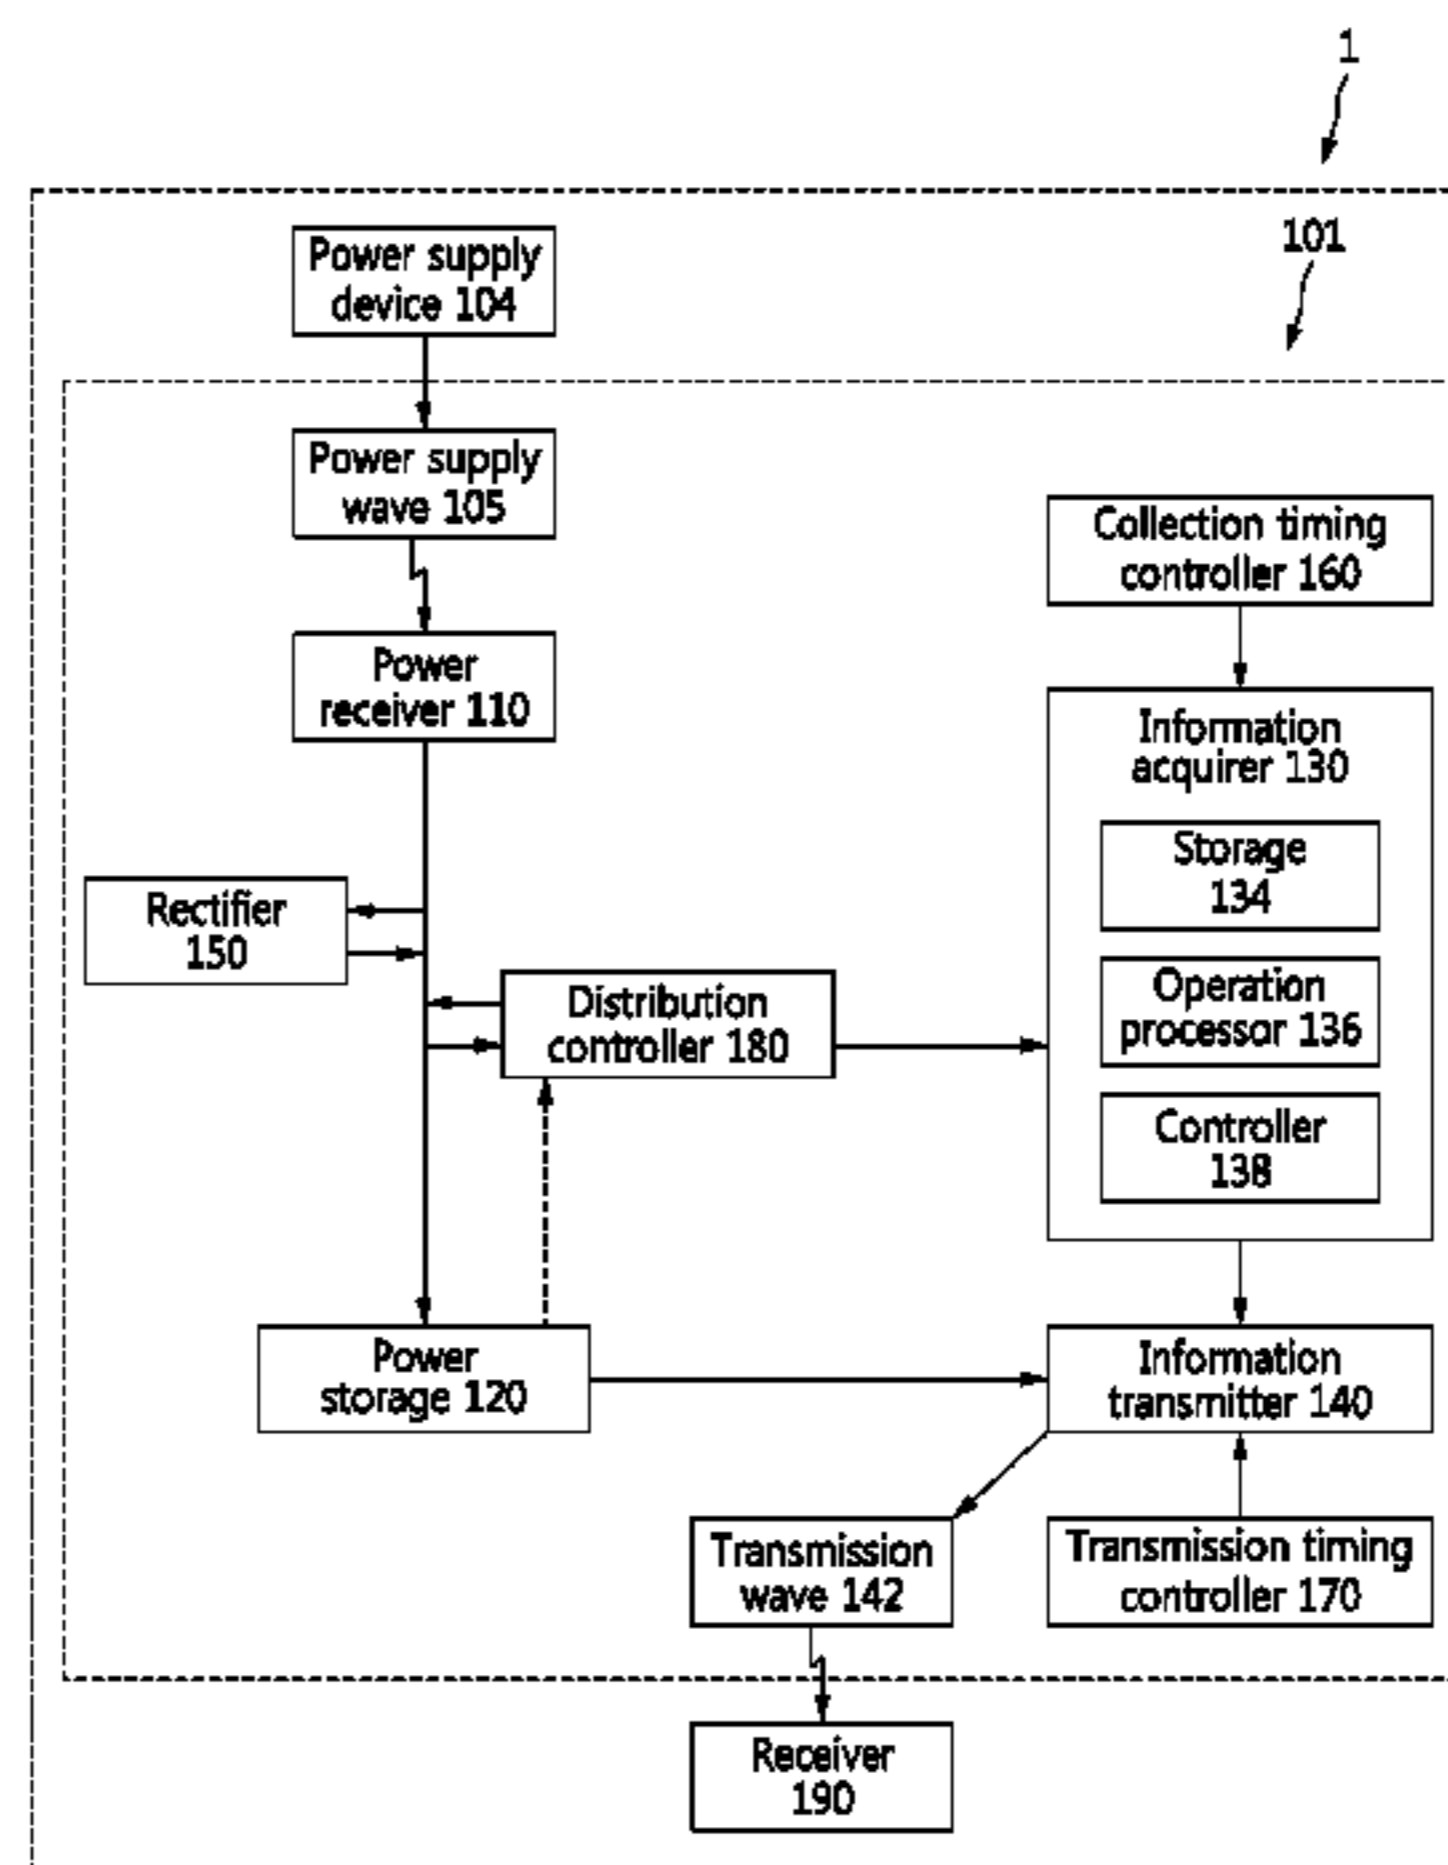 1
101
Power supply
device 104
Power supply
wave 105
Collection timing
controller 160
Power
receiver 110
Information
acquirer 130
Storage
134
Rectifier
150
Operation
processor 136
Distribution
controller 180
Controller
138
Power
storage 120
Information
transmitter 140
Transmission
wave 142
Transmission timing
controller 170
Receiver
190